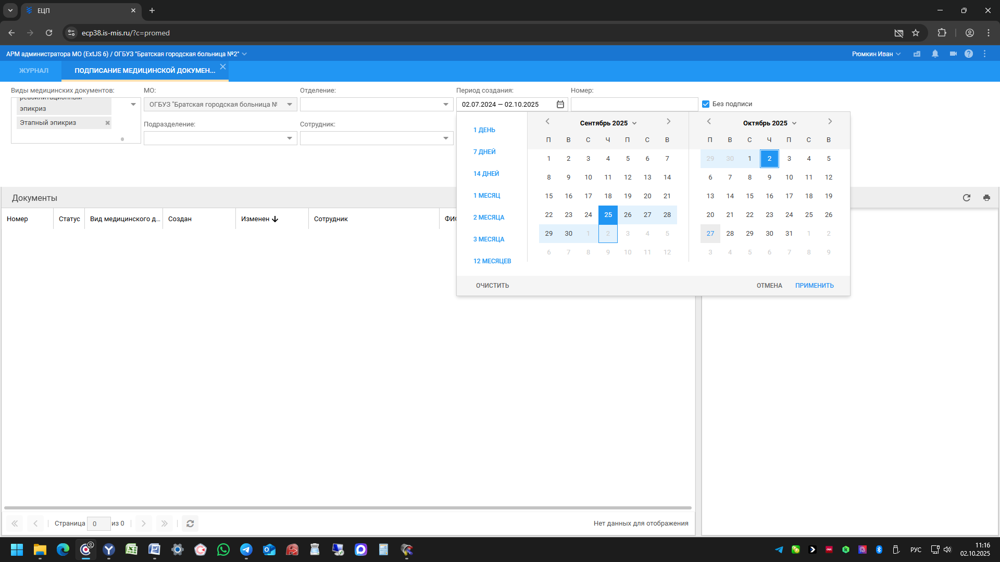 ЕЦП
ecp38.is-mis.ru/?c=promed
АРМ администратора МО (ExtJS 6) / ОГБУЗ "Братская городская больница №2"
Рюмкин Иван
ЖУРНАЛ
ПОДПИСАНИЕ МЕДИЦИНСКОЙ ДОКУМЕН...
Виды медицинских документов:
МО:
Отделение:
Период создания:
Номер:
реабилитационный
эпикриз
Этапный эпикриз
ОГБУЗ "Братская городская больница №
02.07.2024 — 02.10.2025
Без подписи
Подразделение:
Сотрудник:
1 ДЕНЬ
7 ДНЕЙ
14 ДНЕЙ
1 МЕСЯЦ
2 МЕСЯЦА
3 МЕСЯЦА
12 МЕСЯЦЕВ
Сентябрь 2025
П В С Ч П С В
1 2 3 4 5 6 7
8 9 10 11 12 13 14
15 16 17 18 19 20 21
22 23 24 25 26 27 28
29 30 1 2 3 4 5
6 7 8 9 10 11 12
Октябрь 2025
П В С Ч П С В
29 30 1 2 3 4 5
6 7 8 9 10 11 12
13 14 15 16 17 18 19
20 21 22 23 24 25 26
27 28 29 30 31 1 2
3 4 5 6 7 8 9
ОЧИСТИТЬ
ОТМЕНА
ПРИМЕНИТЬ
Документы
Номер
Статус
Вид медицинского д...
Создан
Изменен
Сотрудник
ФИО
Страница 0 из 0
Нет данных для отображения
РУС
11:16
02.10.2025